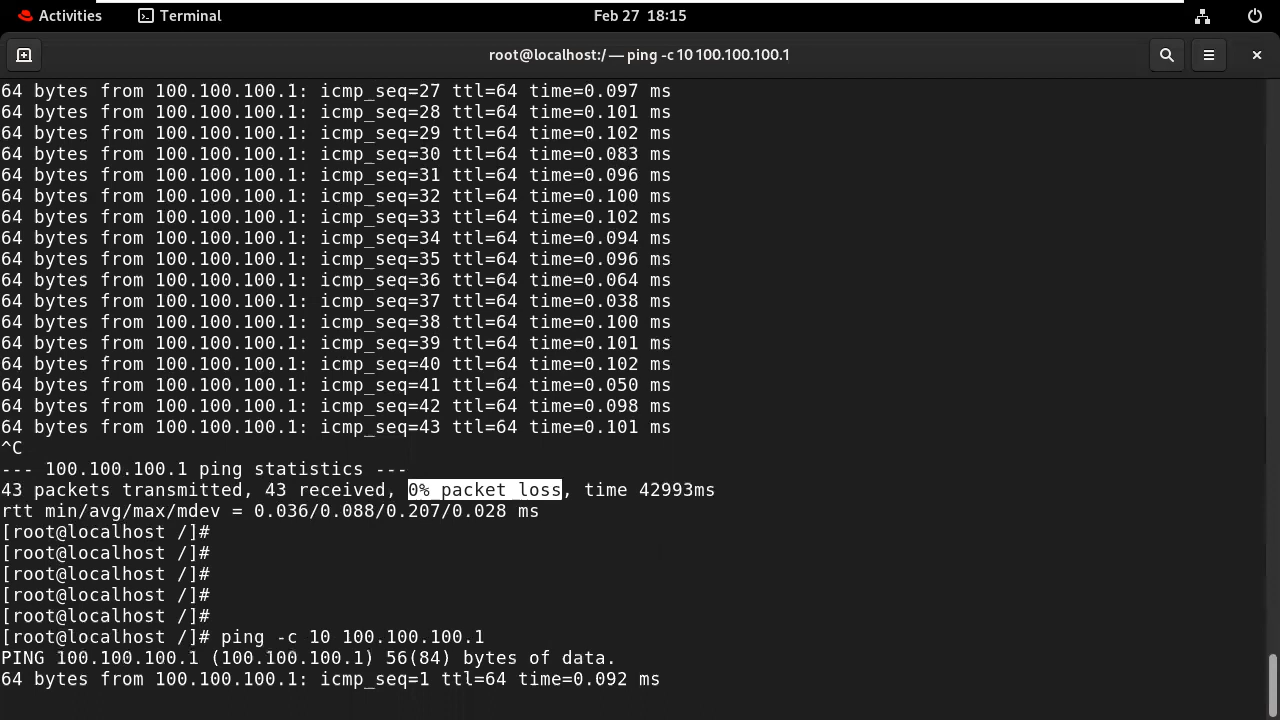 Activities Terminal Feb 27 18:15
root@localhost:/ — ping -c 10 100.100.100.1
64 bytes from 100.100.100.1: icmp_seq=27 ttl=64 time=0.097 ms
64 bytes from 100.100.100.1: icmp_seq=28 ttl=64 time=0.101 ms
64 bytes from 100.100.100.1: icmp_seq=29 ttl=64 time=0.102 ms
64 bytes from 100.100.100.1: icmp_seq=30 ttl=64 time=0.083 ms
64 bytes from 100.100.100.1: icmp_seq=31 ttl=64 time=0.096 ms
64 bytes from 100.100.100.1: icmp_seq=32 ttl=64 time=0.100 ms
64 bytes from 100.100.100.1: icmp_seq=33 ttl=64 time=0.102 ms
64 bytes from 100.100.100.1: icmp_seq=34 ttl=64 time=0.094 ms
64 bytes from 100.100.100.1: icmp_seq=35 ttl=64 time=0.096 ms
64 bytes from 100.100.100.1: icmp_seq=36 ttl=64 time=0.064 ms
64 bytes from 100.100.100.1: icmp_seq=37 ttl=64 time=0.038 ms
64 bytes from 100.100.100.1: icmp_seq=38 ttl=64 time=0.100 ms
64 bytes from 100.100.100.1: icmp_seq=39 ttl=64 time=0.101 ms
64 bytes from 100.100.100.1: icmp_seq=40 ttl=64 time=0.102 ms
64 bytes from 100.100.100.1: icmp_seq=41 ttl=64 time=0.050 ms
64 bytes from 100.100.100.1: icmp_seq=42 ttl=64 time=0.098 ms
64 bytes from 100.100.100.1: icmp_seq=43 ttl=64 time=0.101 ms
^C
--- 100.100.100.1 ping statistics ---
43 packets transmitted, 43 received, 0% packet loss, time 42993ms
rtt min/avg/max/mdev = 0.036/0.088/0.207/0.028 ms
[root@localhost /]#
[root@localhost /]#
[root@localhost /]#
[root@localhost /]#
[root@localhost /]#
[root@localhost /]# ping -c 10 100.100.100.1
PING 100.100.100.1 (100.100.100.1) 56(84) bytes of data.
64 bytes from 100.100.100.1: icmp_seq=1 ttl=64 time=0.092 ms